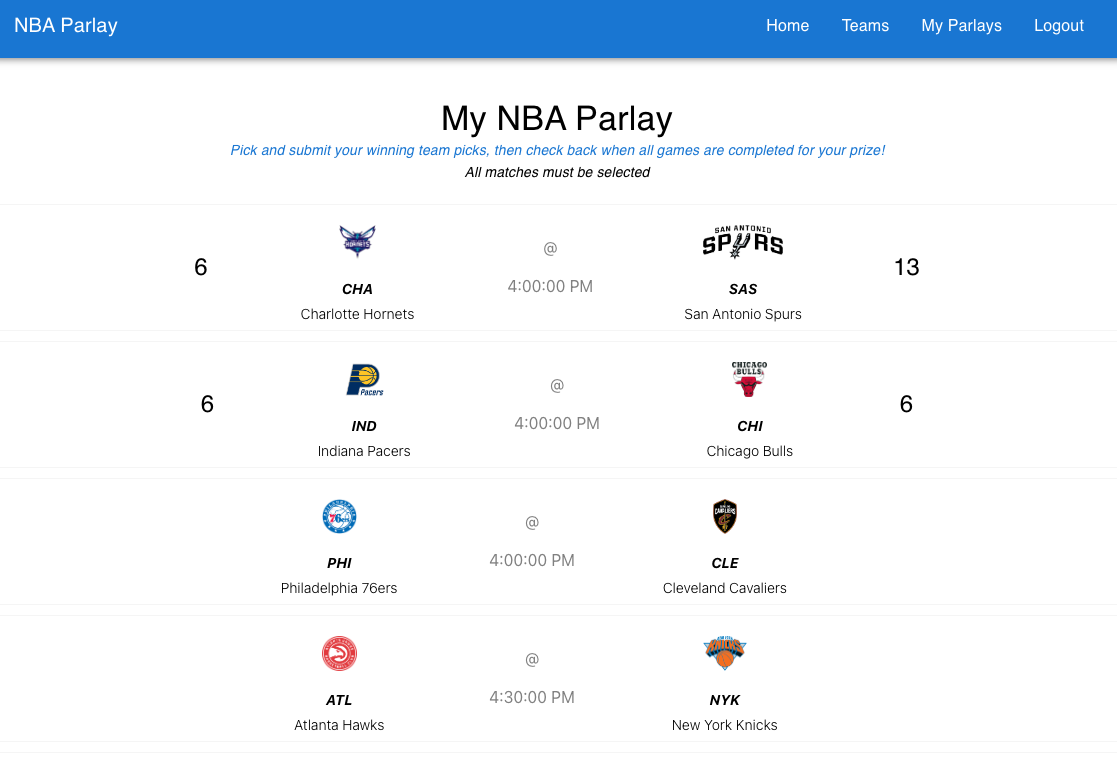 NBA Parlay
Home Teams My Parlays Logout
My NBA Parlay
Pick and submit your winning team picks, then check back when all games are completed for your prize!
All matches must be selected
HORNETS
SAN ANTONIO
SPURS
6 @ 13
4:00:00 PM
CHA SAS
Charlotte Hornets San Antonio Spurs
Pacers
CHICAGO
BULLS
6 @ 6
4:00:00 PM
IND CHI
Indiana Pacers Chicago Bulls
76ers
CAVALIERS
@
4:00:00 PM
PHI CLE
Philadelphia 76ers Cleveland Cavaliers
KNICKS
@
4:30:00 PM
ATL NYK
Atlanta Hawks New York Knicks